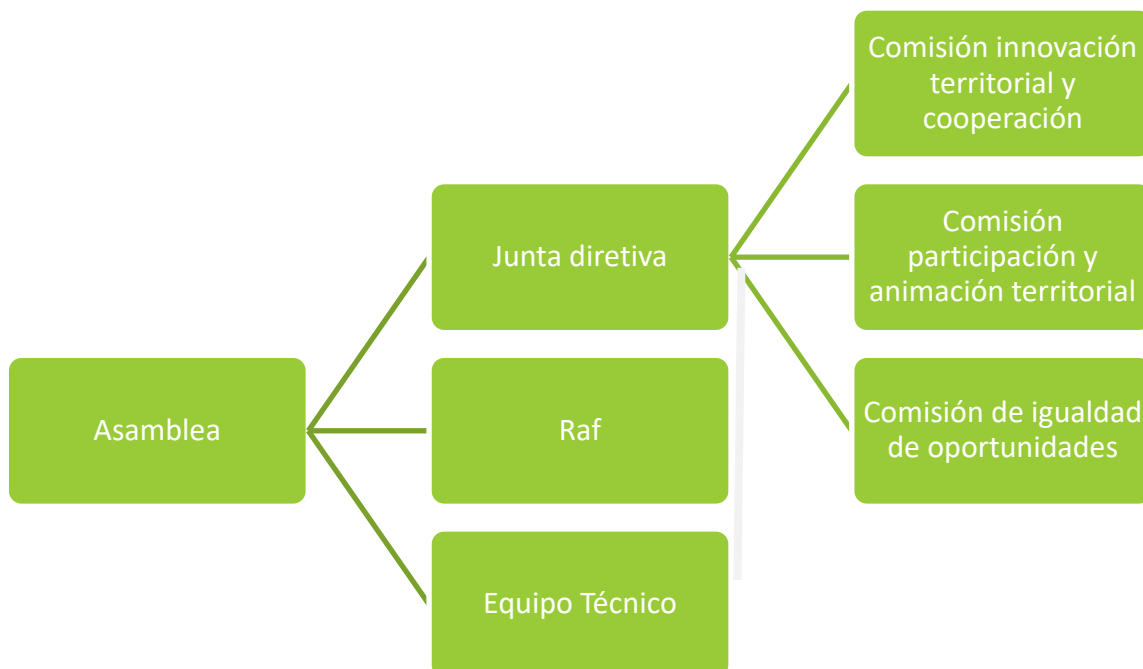 Asamblea
Junta diretiva
Raf
Equipo Técnico
Comisión innovación
territorial y
cooperación
Comisión
participación y
animación territorial
Comisión de igualdad
de oportunidades